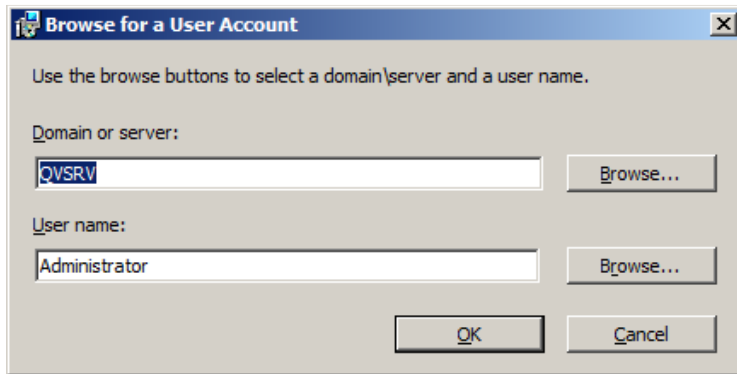 Browse for a User Account
Use the browse buttons to select a domain\server and a user name.
Domain or server:
QVSRV
Browse...
User name:
Administrator
Browse...
OK
Cancel